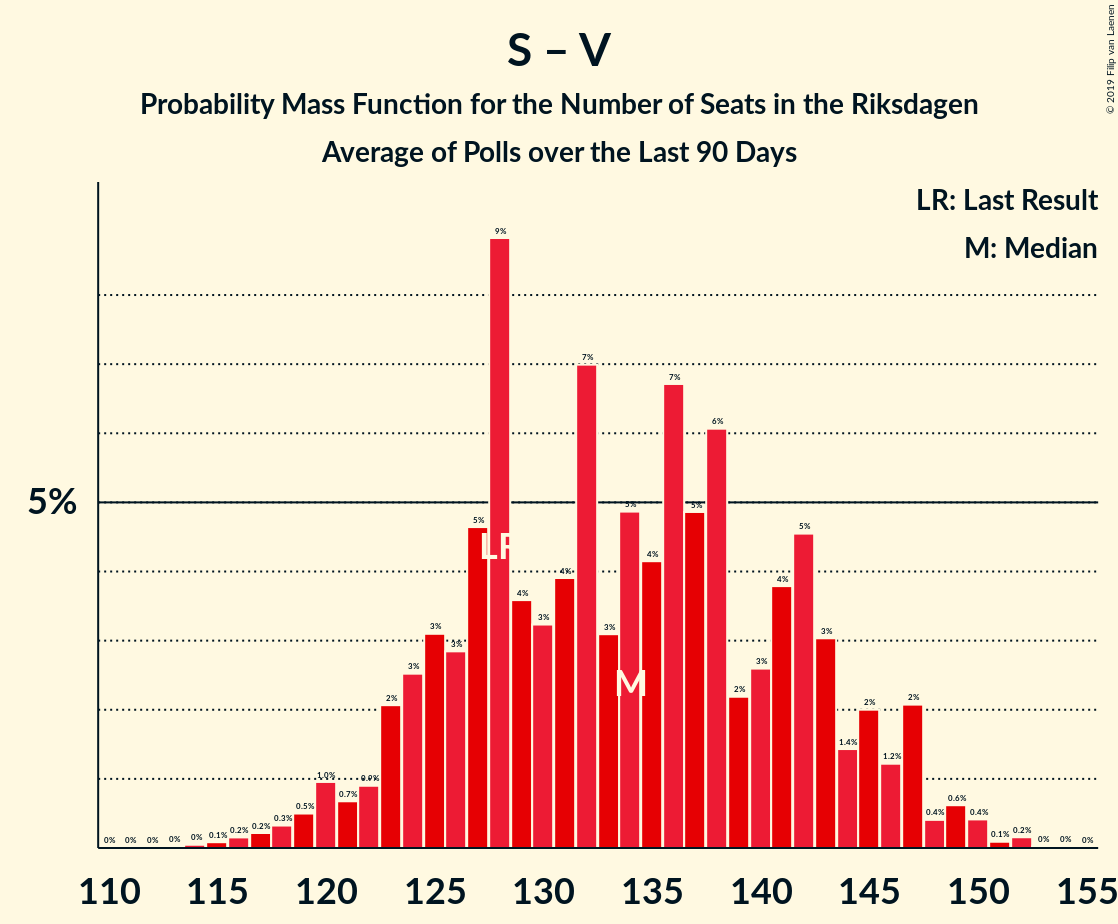 © 2019 Filip van Laenen
S – V
Probability Mass Function for the Number of Seats in the Riksdagen
Average of Polls over the Last 90 Days
LR: Last Result
M: Median
5%
0% 0% 0% 0% 0% 0.1% 0.2% 0.2% 0.3% 0.5% 1.0% 0.7% 0.9% 2% 3% 3% 3% 5% 9% 4% 3% 4% 7% 3% 5% 4% 7% 5% 6% 2% 3% 4% 5% 3% 1.4% 2% 1.2% 2% 0.4% 0.6% 0.4% 0.1% 0.2% 0% 0% 0%
LR
M
110 115 120 125 130 135 140 145 150 155